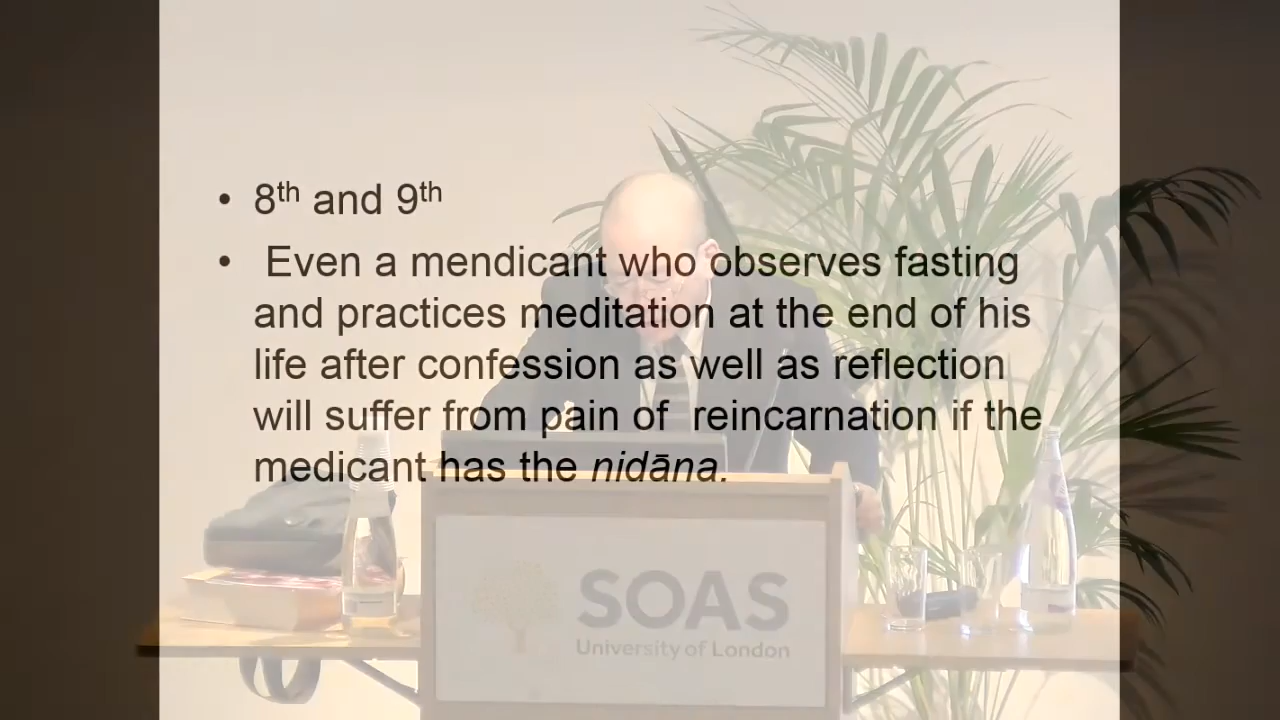 • 8th and 9th
• Even a mendicant who observes fasting
and practices meditation at the end of his
life after confession as well as reflection
will suffer from pain of reincarnation if the
medicant has the nidāna.
SOAS
University of London